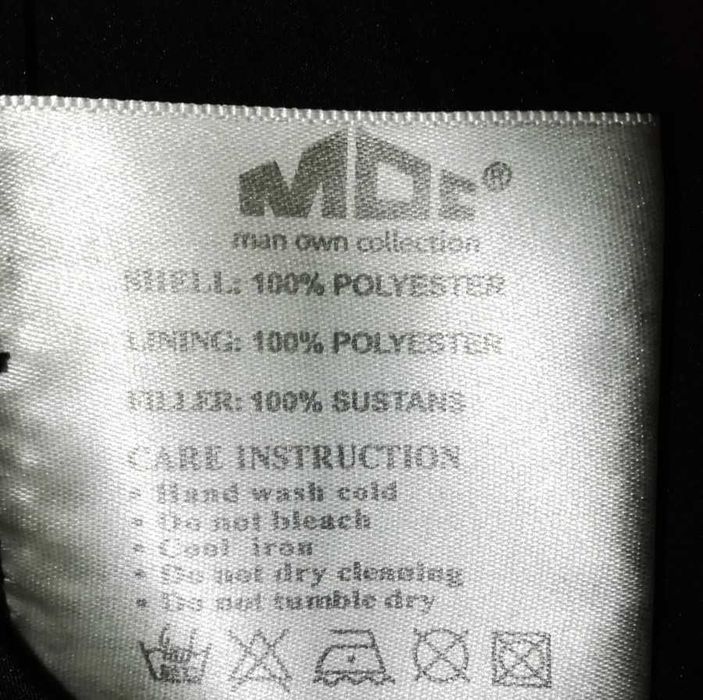 MOC®
man own collection
SHELL: 100% POLYESTER
LINING: 100% POLYESTER
FILLER: 100% SUSTANS
CARE INSTRUCTION
• Hand wash cold
• Do not bleach
• Cool iron
• Do not dry cleaning
• Do not tumble dry